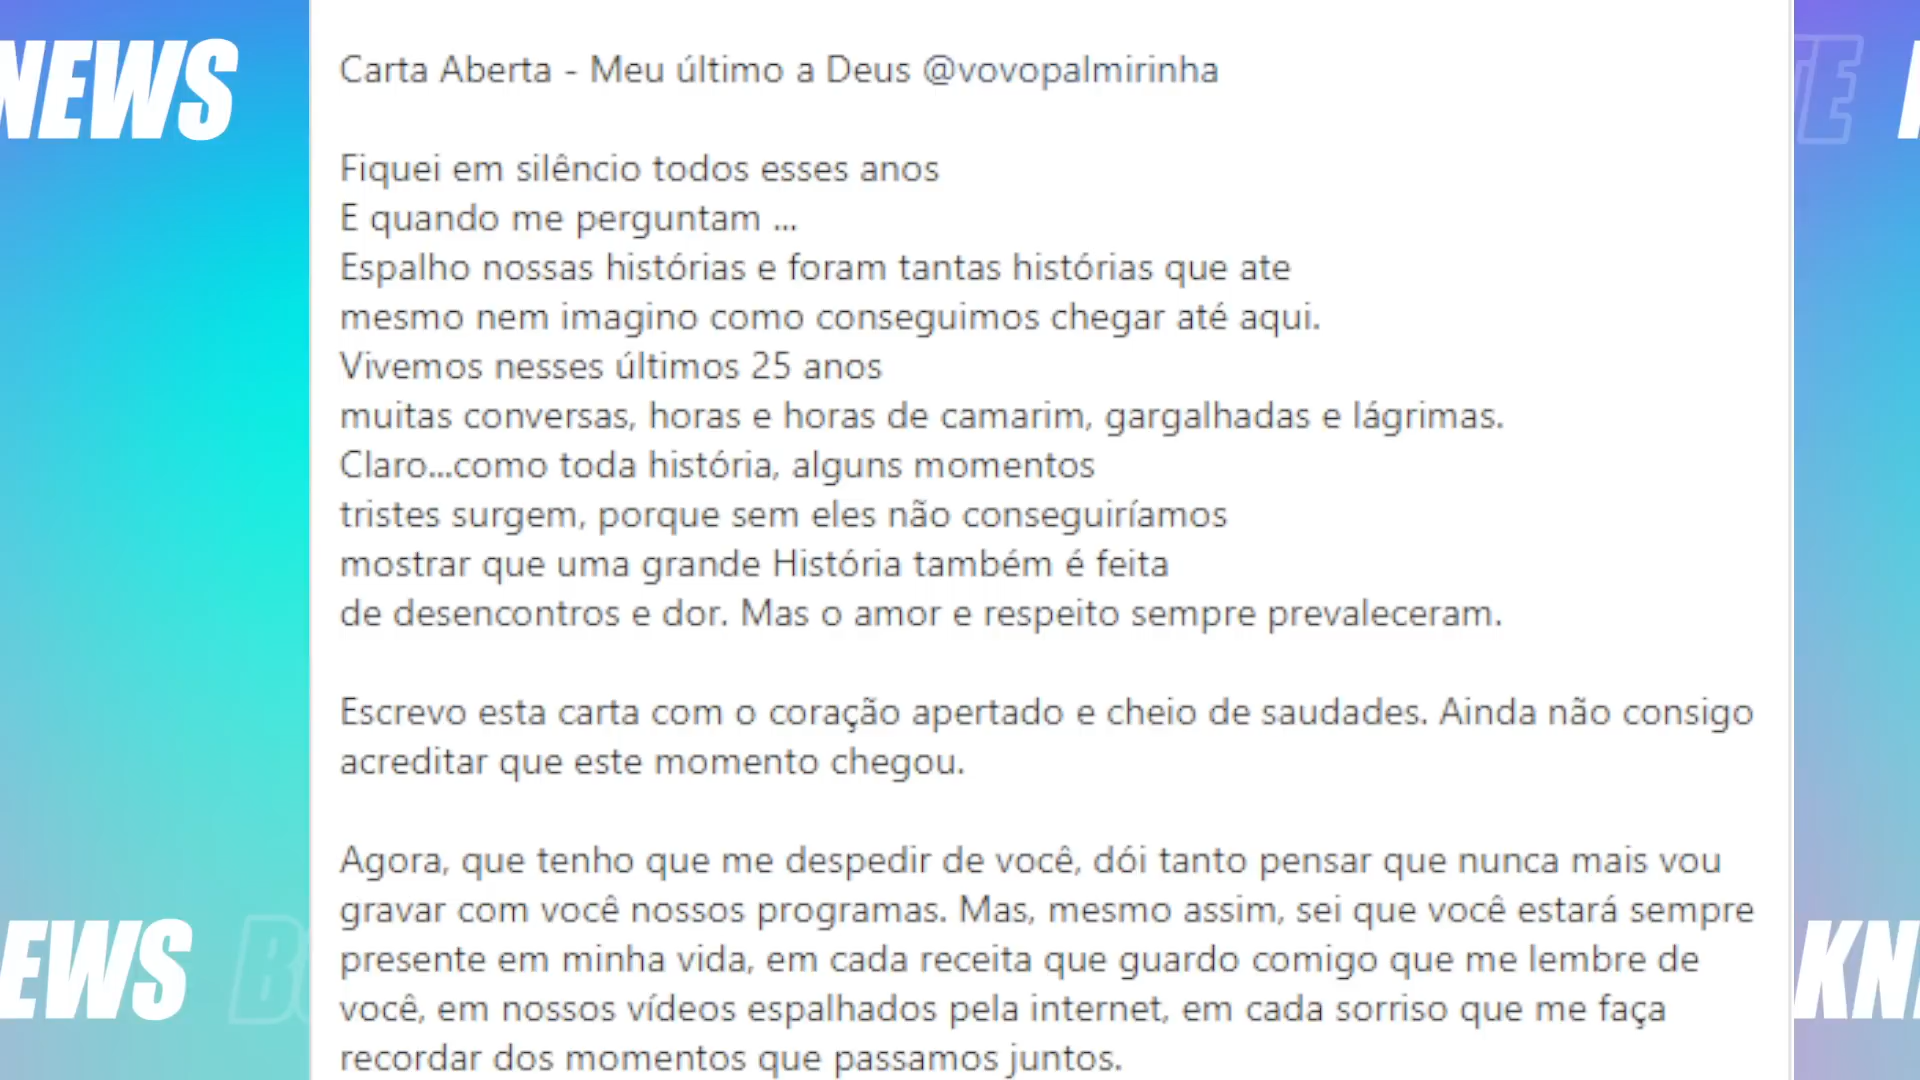 NEWS
Carta Aberta - Meu último a Deus @vovopalmirinha
Fiquei em silêncio todos esses anos
E quando me perguntam ...
Espalho nossas histórias e foram tantas histórias que ate
mesmo nem imagino como conseguimos chegar até aqui.
Vivemos nesses últimos 25 anos
muitas conversas, horas e horas de camarim, gargalhadas e lágrimas.
Claro...como toda história, alguns momentos
tristes surgem, porque sem eles não conseguiríamos
mostrar que uma grande História também é feita
de desencontros e dor. Mas o amor e respeito sempre prevaleceram.
Escrevo esta carta com o coração apertado e cheio de saudades. Ainda não consigo
acreditar que este momento chegou.
Agora, que tenho que me despedir de você, dói tanto pensar que nunca mais vou
gravar com você nossos programas. Mas, mesmo assim, sei que você estará sempre
presente em minha vida, em cada receita que guardo comigo que me lembre de
você, em nossos vídeos espalhados pela internet, em cada sorriso que me faça
recordar dos momentos que passamos juntos.
EWS
KN